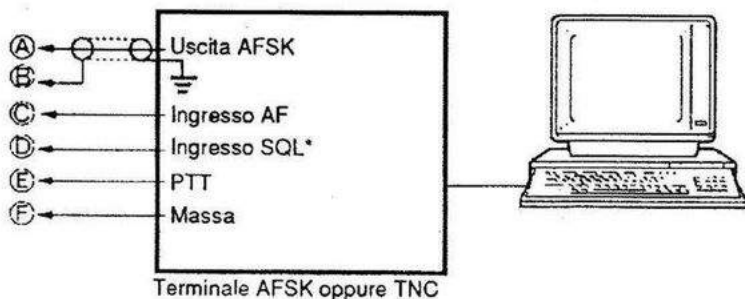 A
Uscita AFSK
B
C
Ingresso AF
D
Ingresso SQL*
E
PTT
F
Massa
Terminale AFSK oppure TNC